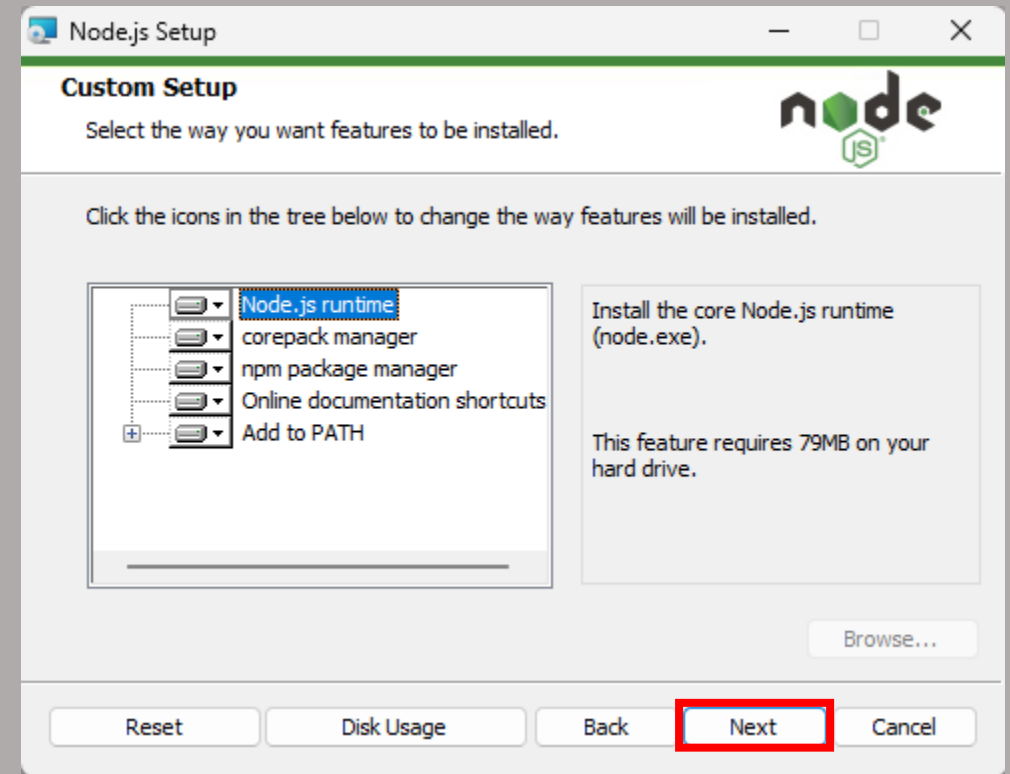 Node.js Setup
Custom Setup
Select the way you want features to be installed.
node
JS
Click the icons in the tree below to change the way features will be installed.
Node.js runtime
corepack manager
npm package manager
Online documentation shortcuts
Add to PATH
Install the core Node.js runtime
(node.exe).
This feature requires 79MB on your
hard drive.
Browse...
Reset
Disk Usage
Back
Next
Cancel